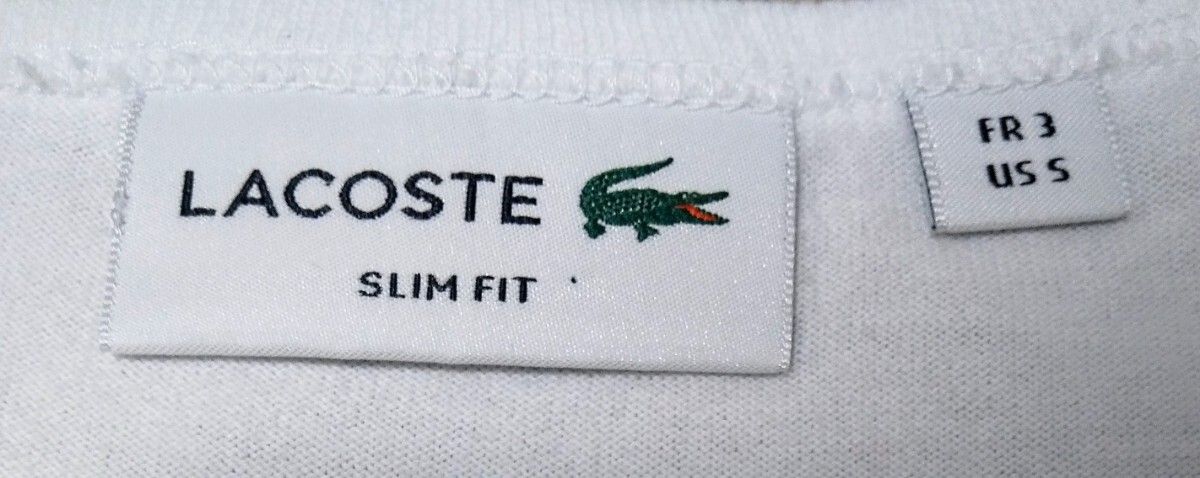 LACOSTE
SLIM FIT
FR 3
US S